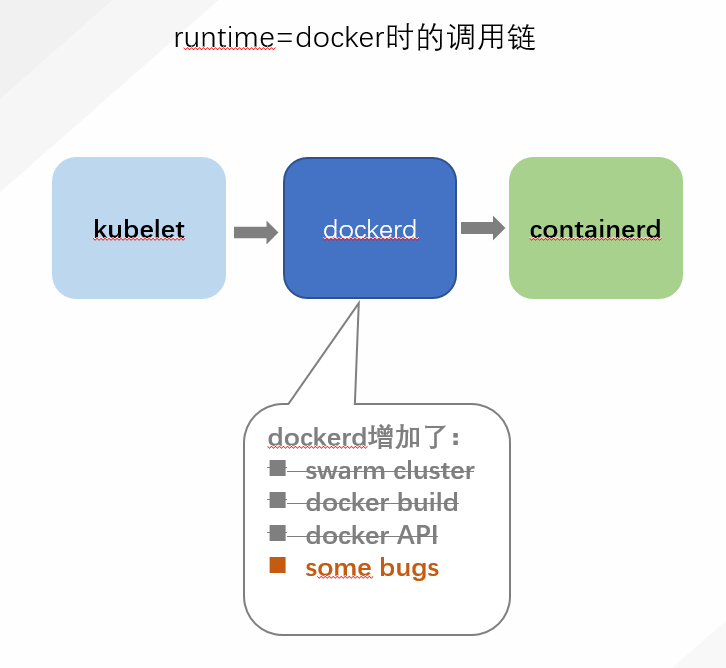 runtime=docker时的调用链
kubelet
dockerd
containerd
dockerd增加了：
swarm cluster
docker build
docker API
some bugs